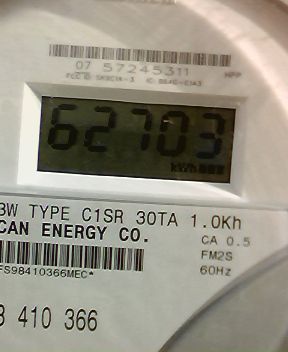 07 57245311 HPP
62703
kWh
3W TYPE C1SR 30TA 1.0Kh
CAN ENERGY CO. CA 0.5
FM2S
FS98410366MEC* 60Hz
3 410 366